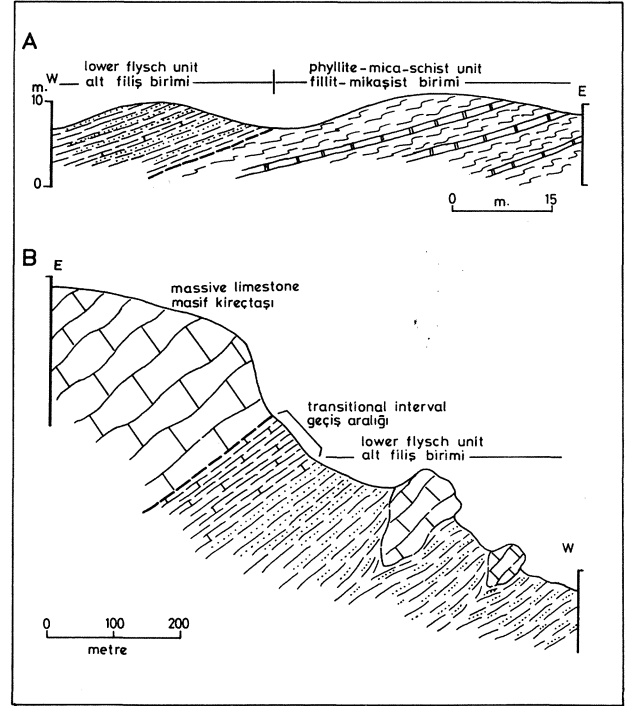 A
lower flysch unit
alt filiş birimi
phyllite-mica-schist unit
fillit-mikaşist birimi
m. W
E
10
0
0 m. 15
B
E
massive limestone
masif kireçtaşı
transitional interval
geçiş aralığı
lower flysch unit
alt filiş birimi
W
0 100 200
metre